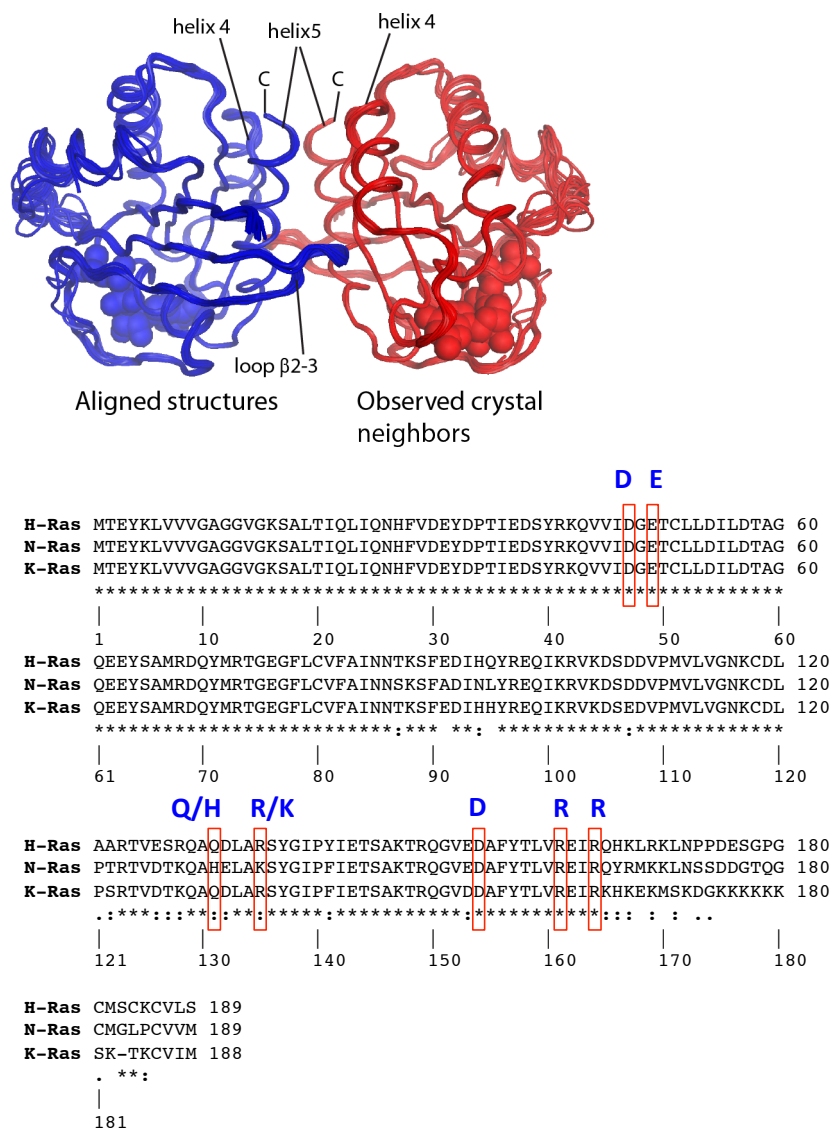 helix 4
helix5
helix 4
C
C
loop β2-3
Aligned structures
Observed crystal
neighbors
D E
H-Ras MTEYKLVVVGAGGVGKSALTIQLIQNHFVDEYDPTIEDSYRKQVVIDGETCLLDILDTAG 60
N-Ras MTEYKLVVVGAGGVGKSALTIQLIQNHFVDEYDPTIEDSYRKQVVIDGETCLLDILDTAG 60
K-Ras MTEYKLVVVGAGGVGKSALTIQLIQNHFVDEYDPTIEDSYRKQVVIDGETCLLDILDTAG 60
************************************************************
| | | | | | |
1 10 20 30 40 50 60
H-Ras QEEYSAMRDQYMRTGEGFLCVFAINNTKSFEDIHQYREQIKRVKDSDDVPMVLVGNKCDL 120
N-Ras QEEYSAMRDQYMRTGEGFLCVFAINNSKSFADINLYREQIKRVKDSDDVPMVLVGNKCDL 120
K-Ras QEEYSAMRDQYMRTGEGFLCVFAINNTKSFEDIHHYREQIKRVKDSEDVPMVLVGNKCDL 120
**************************:*** **: ***********:*************
| | | | | | |
61 70 80 90 100 110 120
Q/H R/K D R R
H-Ras AARTVESRQAQDLARSYGIPYIETSAKTRQGVEDAFYTLVREIRQHKLRKLNPPDESGPG 180
N-Ras PTRTVDTKQAHELAKSYGIPFIETSAKTRQGVEDAFYTLVREIRQYRMKKLNSSDDGTQG 180
K-Ras PSRTVDTKQAQDLARSYGIPFIETSAKTRQGVDDAFYTLVREIRKHKEKMSKDGKKKKKK 180
.:***:::**::**:*****:***********:***********::: : : ..
| | | | | | |
121 130 140 150 160 170 180
H-Ras CMSCKCVLS 189
N-Ras CMGLPCVVM 189
K-Ras SK-TKCVIM 188
. **:
|
181